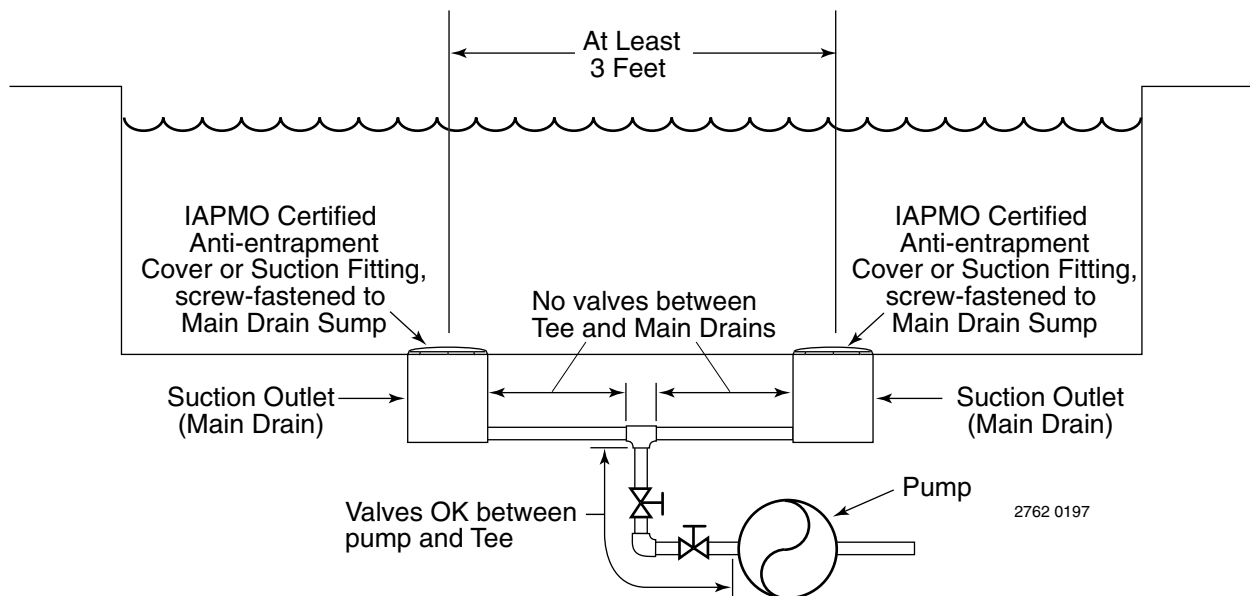 At Least
3 Feet
IAPMO Certified
Anti-entrapment
Cover or Suction Fitting,
screw-fastened to
Main Drain Sump
IAPMO Certified
Anti-entrapment
Cover or Suction Fitting,
screw-fastened to
Main Drain Sump
No valves between
Tee and Main Drains
Suction Outlet
(Main Drain)
Suction Outlet
(Main Drain)
Valves OK between
pump and Tee
Pump
2762 0197